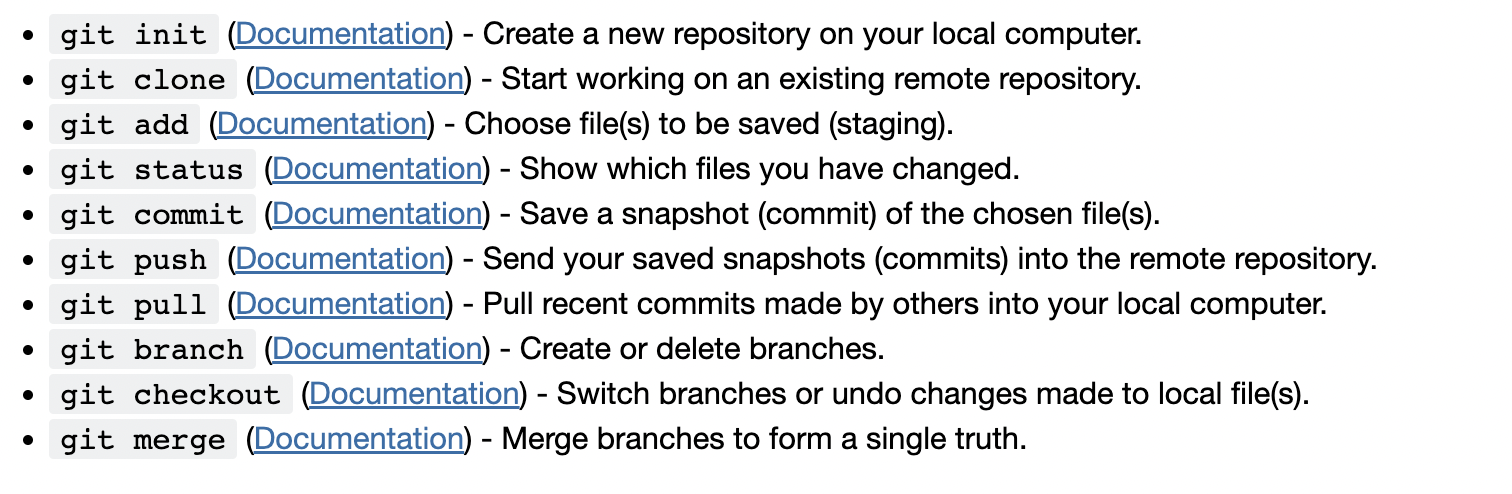 • git init (Documentation) - Create a new repository on your local computer.
• git clone (Documentation) - Start working on an existing remote repository.
• git add (Documentation) - Choose file(s) to be saved (staging).
• git status (Documentation) - Show which files you have changed.
• git commit (Documentation) - Save a snapshot (commit) of the chosen file(s).
• git push (Documentation) - Send your saved snapshots (commits) into the remote repository.
• git pull (Documentation) - Pull recent commits made by others into your local computer.
• git branch (Documentation) - Create or delete branches.
• git checkout (Documentation) - Switch branches or undo changes made to local file(s).
• git merge (Documentation) - Merge branches to form a single truth.